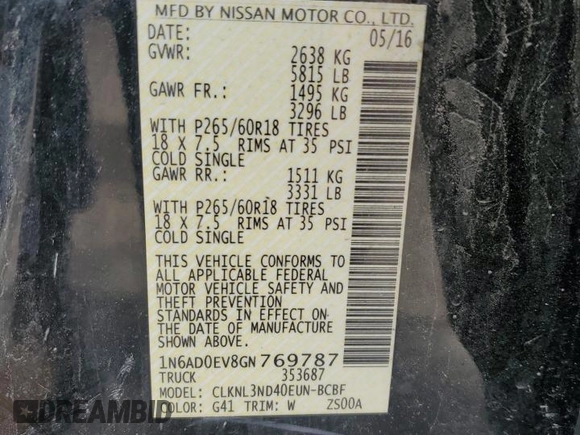 MFD BY NISSAN MOTOR CO., LTD.
DATE: 05/16
GVWR: 2638 KG
5815 LB
GAWR FR.: 1495 KG
3296 LB
WITH P265/60R18 TIRES
18 X 7.5 RIMS AT 35 PSI
COLD SINGLE
GAWR RR.: 1511 KG
3331 LB
WITH P265/60R18 TIRES
18 X 7.5 RIMS AT 35 PSI
COLD SINGLE
THIS VEHICLE CONFORMS TO
ALL APPLICABLE FEDERAL
MOTOR VEHICLE SAFETY AND
THEFT PREVENTION
STANDARDS IN EFFECT ON
THE DATE OF MANUFACTURE
SHOWN ABOVE.
1N6AD0EV8GN769787
TRUCK 353687
MODEL: CLKNL3ND40EUN-BCBF
COLOR: G41 TRIM: W ZS00A
STATVIN.COM